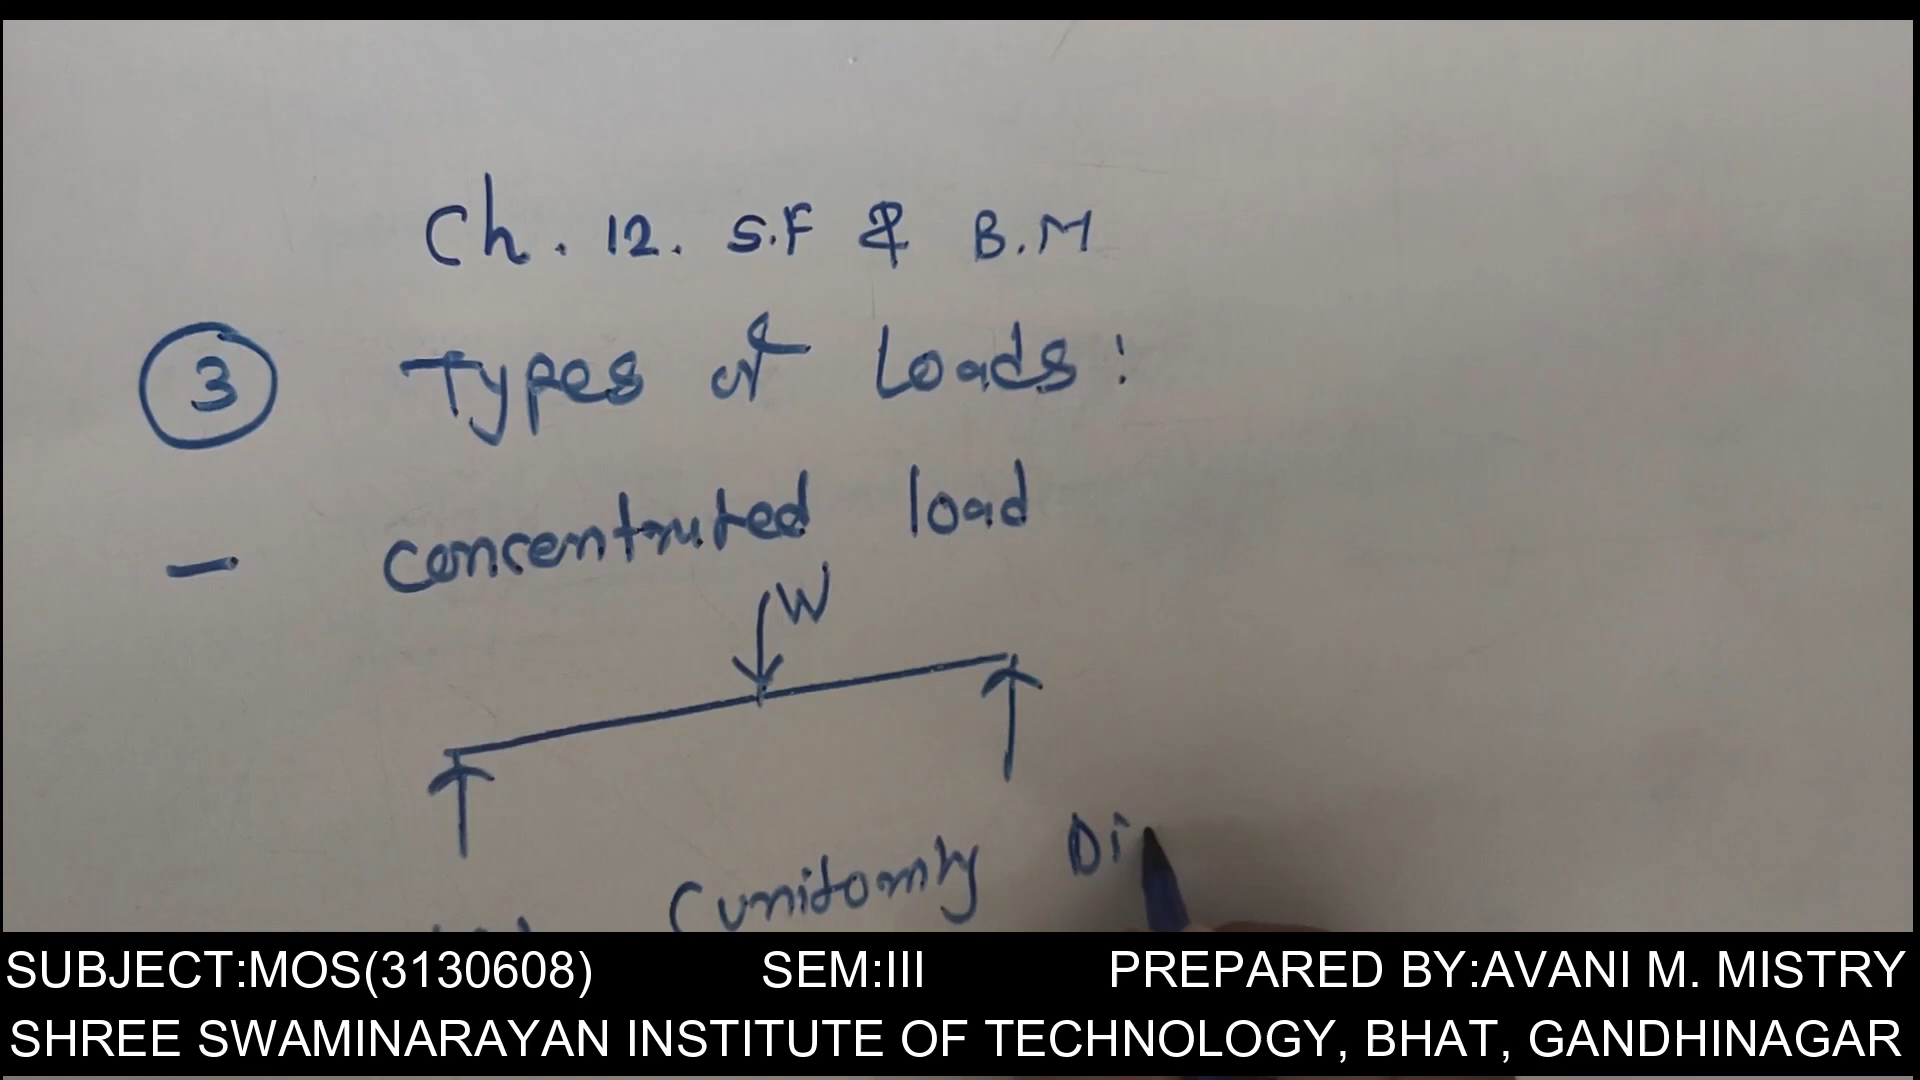 Ch. 12. S.F & B.M
3 Types of Loads:
- concentrated load
W
(unifomly Di
SUBJECT:MOS(3130608) SEM:III PREPARED BY:AVANI M. MISTRY
SHREE SWAMINARAYAN INSTITUTE OF TECHNOLOGY, BHAT, GANDHINAGAR